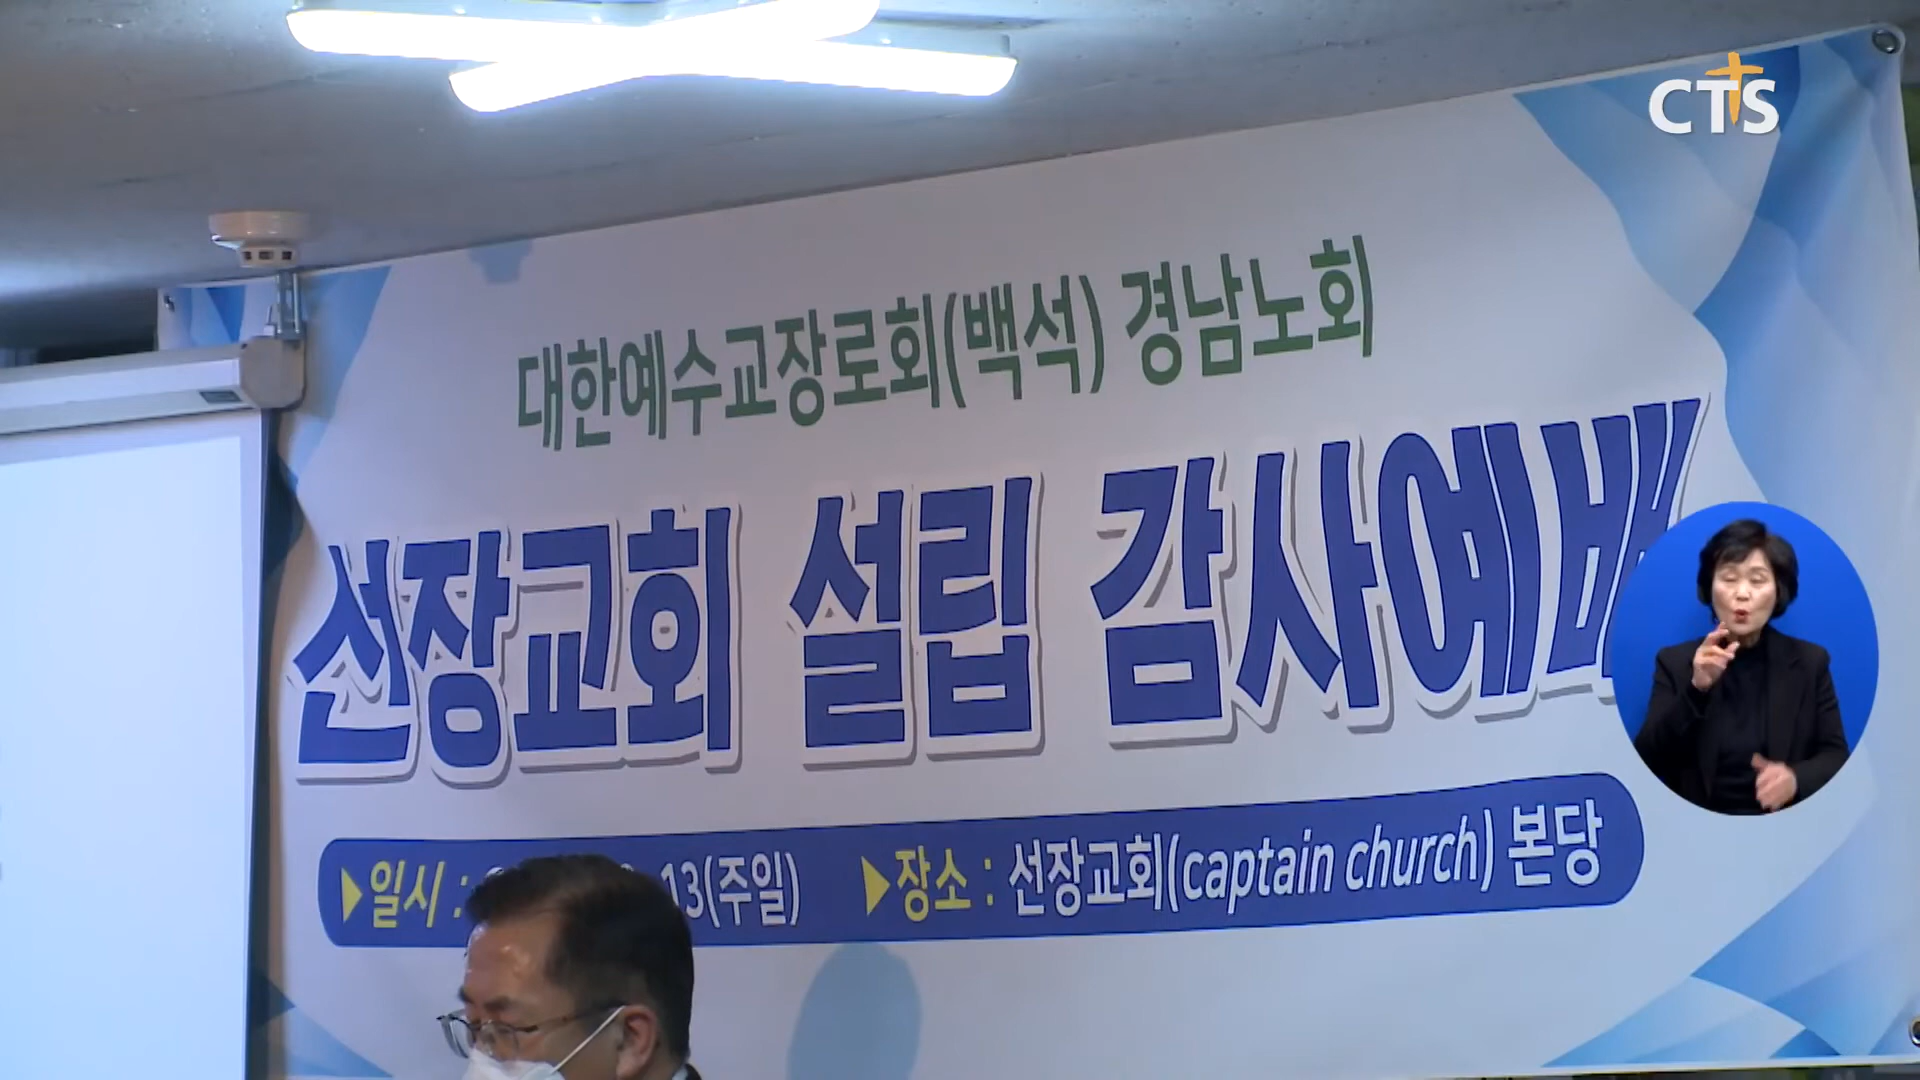 CTS
대한예수교장로회(백석) 경남노회
선장교회 설립 감사예배
▶일시 : 13(주일) ▶장소 : 선장교회(captain church) 본당